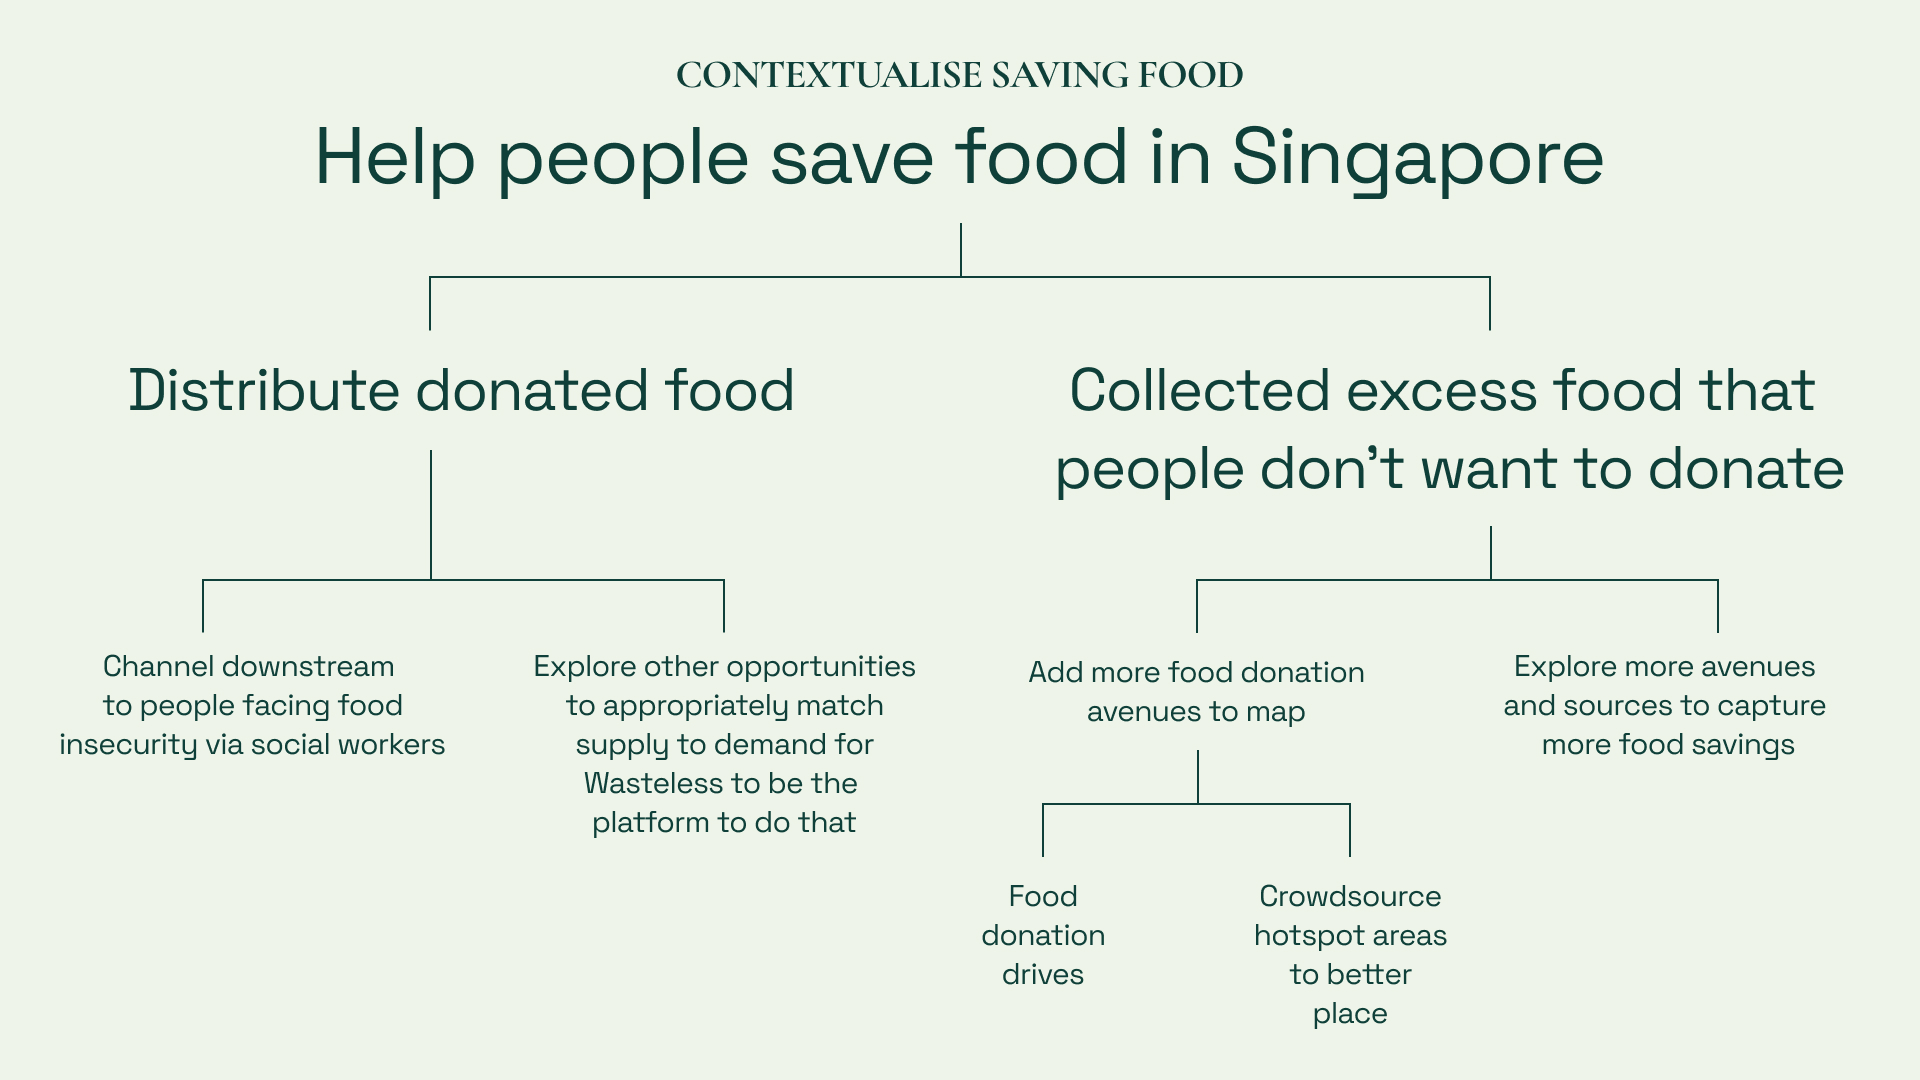 CONTEXTUALISE SAVING FOOD
Help people save food in Singapore
Distribute donated food
Collected excess food that
people don't want to donate
Channel downstream
to people facing food
insecurity via social workers
Explore other opportunities
to appropriately match
supply to demand for
Wasteless to be the
platform to do that
Add more food donation
avenues to map
Explore more avenues
and sources to capture
more food savings
Food
donation
drives
Crowdsource
hotspot areas
to better
place